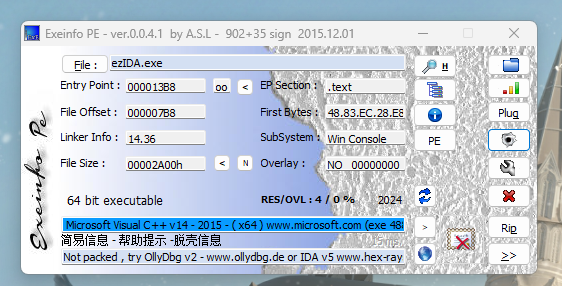 Exeinfo PE - ver.0.0.4.1 by A.S.L - 902+35 sign 2015.12.01
File : ezIDA.exe H
Entry Point : 000013B8 oo < EP Section : .text
File Offset : 000007B8 First Bytes : 48.83.EC.28.E8 Plug
Linker Info : 14.36 SubSystem : Win Console PE
File Size : 00002A00h < N Overlay : NO 00000000
64 bit executable RES/OVL : 4 / 0 % 2024
Microsoft Visual C++ v14 - 2015 - ( x64 ) www.microsoft.com (exe 48 > Rip
简易信息 - 帮助提示 -脱壳信息
Not packed , try OllyDbg v2 - www.ollydbg.de or IDA v5 www.hex-ray >>
Exeinfo Pe